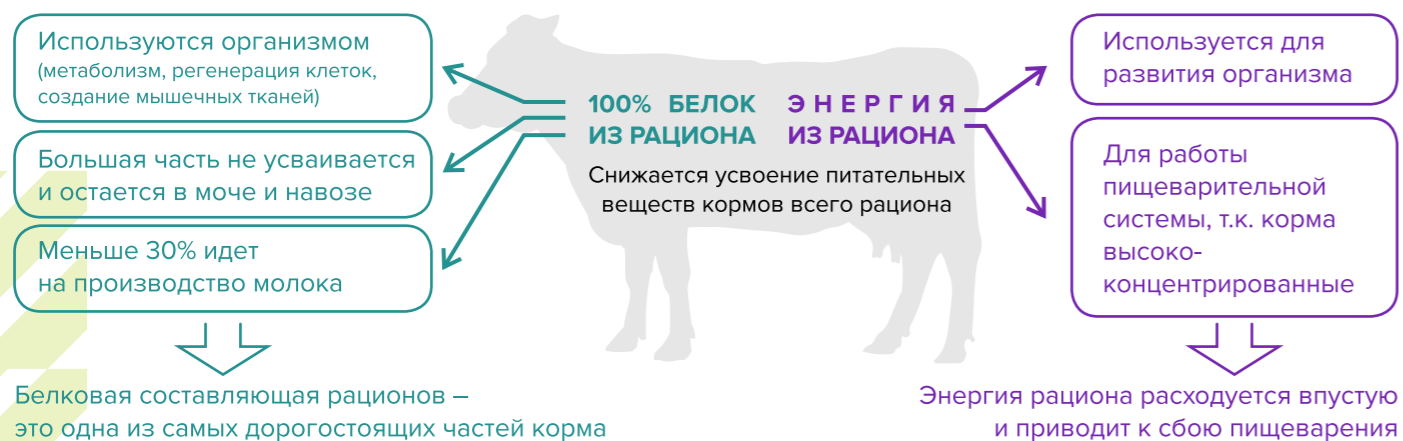 Используются организмом
(метаболизм, регенерация клеток,
создание мышечных тканей)
Большая часть не усваивается
и остается в моче и навозе
Меньше 30% идет
на производство молока
Белковая составляющая рационов –
это одна из самых дорогостоящих частей корма
100% БЕЛОК
ИЗ РАЦИОНА
ЭНЕРГИЯ
ИЗ РАЦИОНА
Снижается усвоение питательных
веществ кормов всего рациона
Используется для
развития организма
Для работы
пищеварительной
системы, т.к. корма
высоко-
концентрированные
Энергия рациона расходуется впустую
и приводит к сбою пищеварения